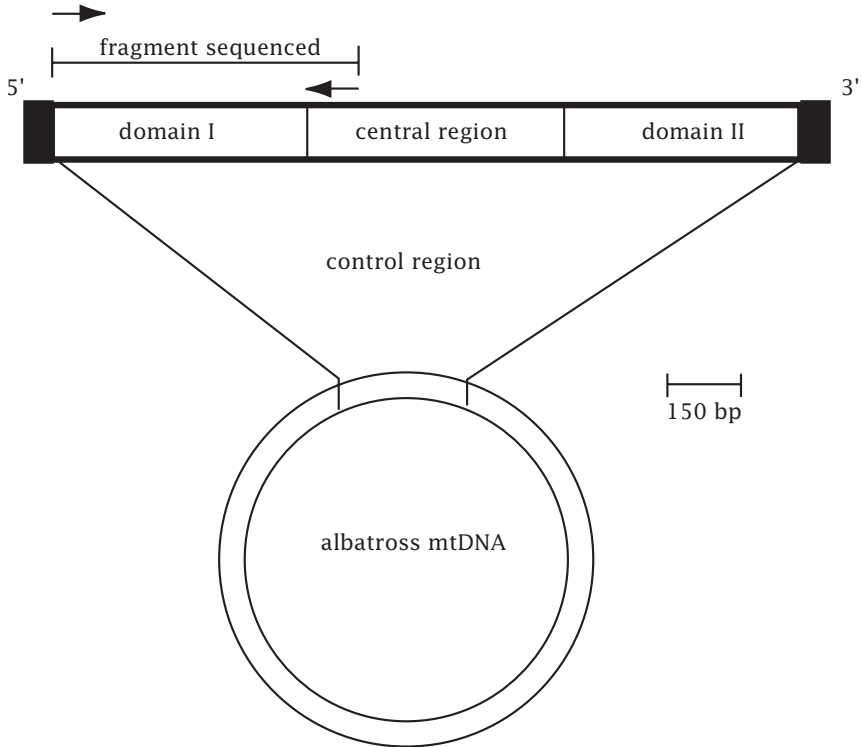 fragment sequenced
5'
3'
domain I
central region
domain II
control region
150 bp
albatross mtDNA